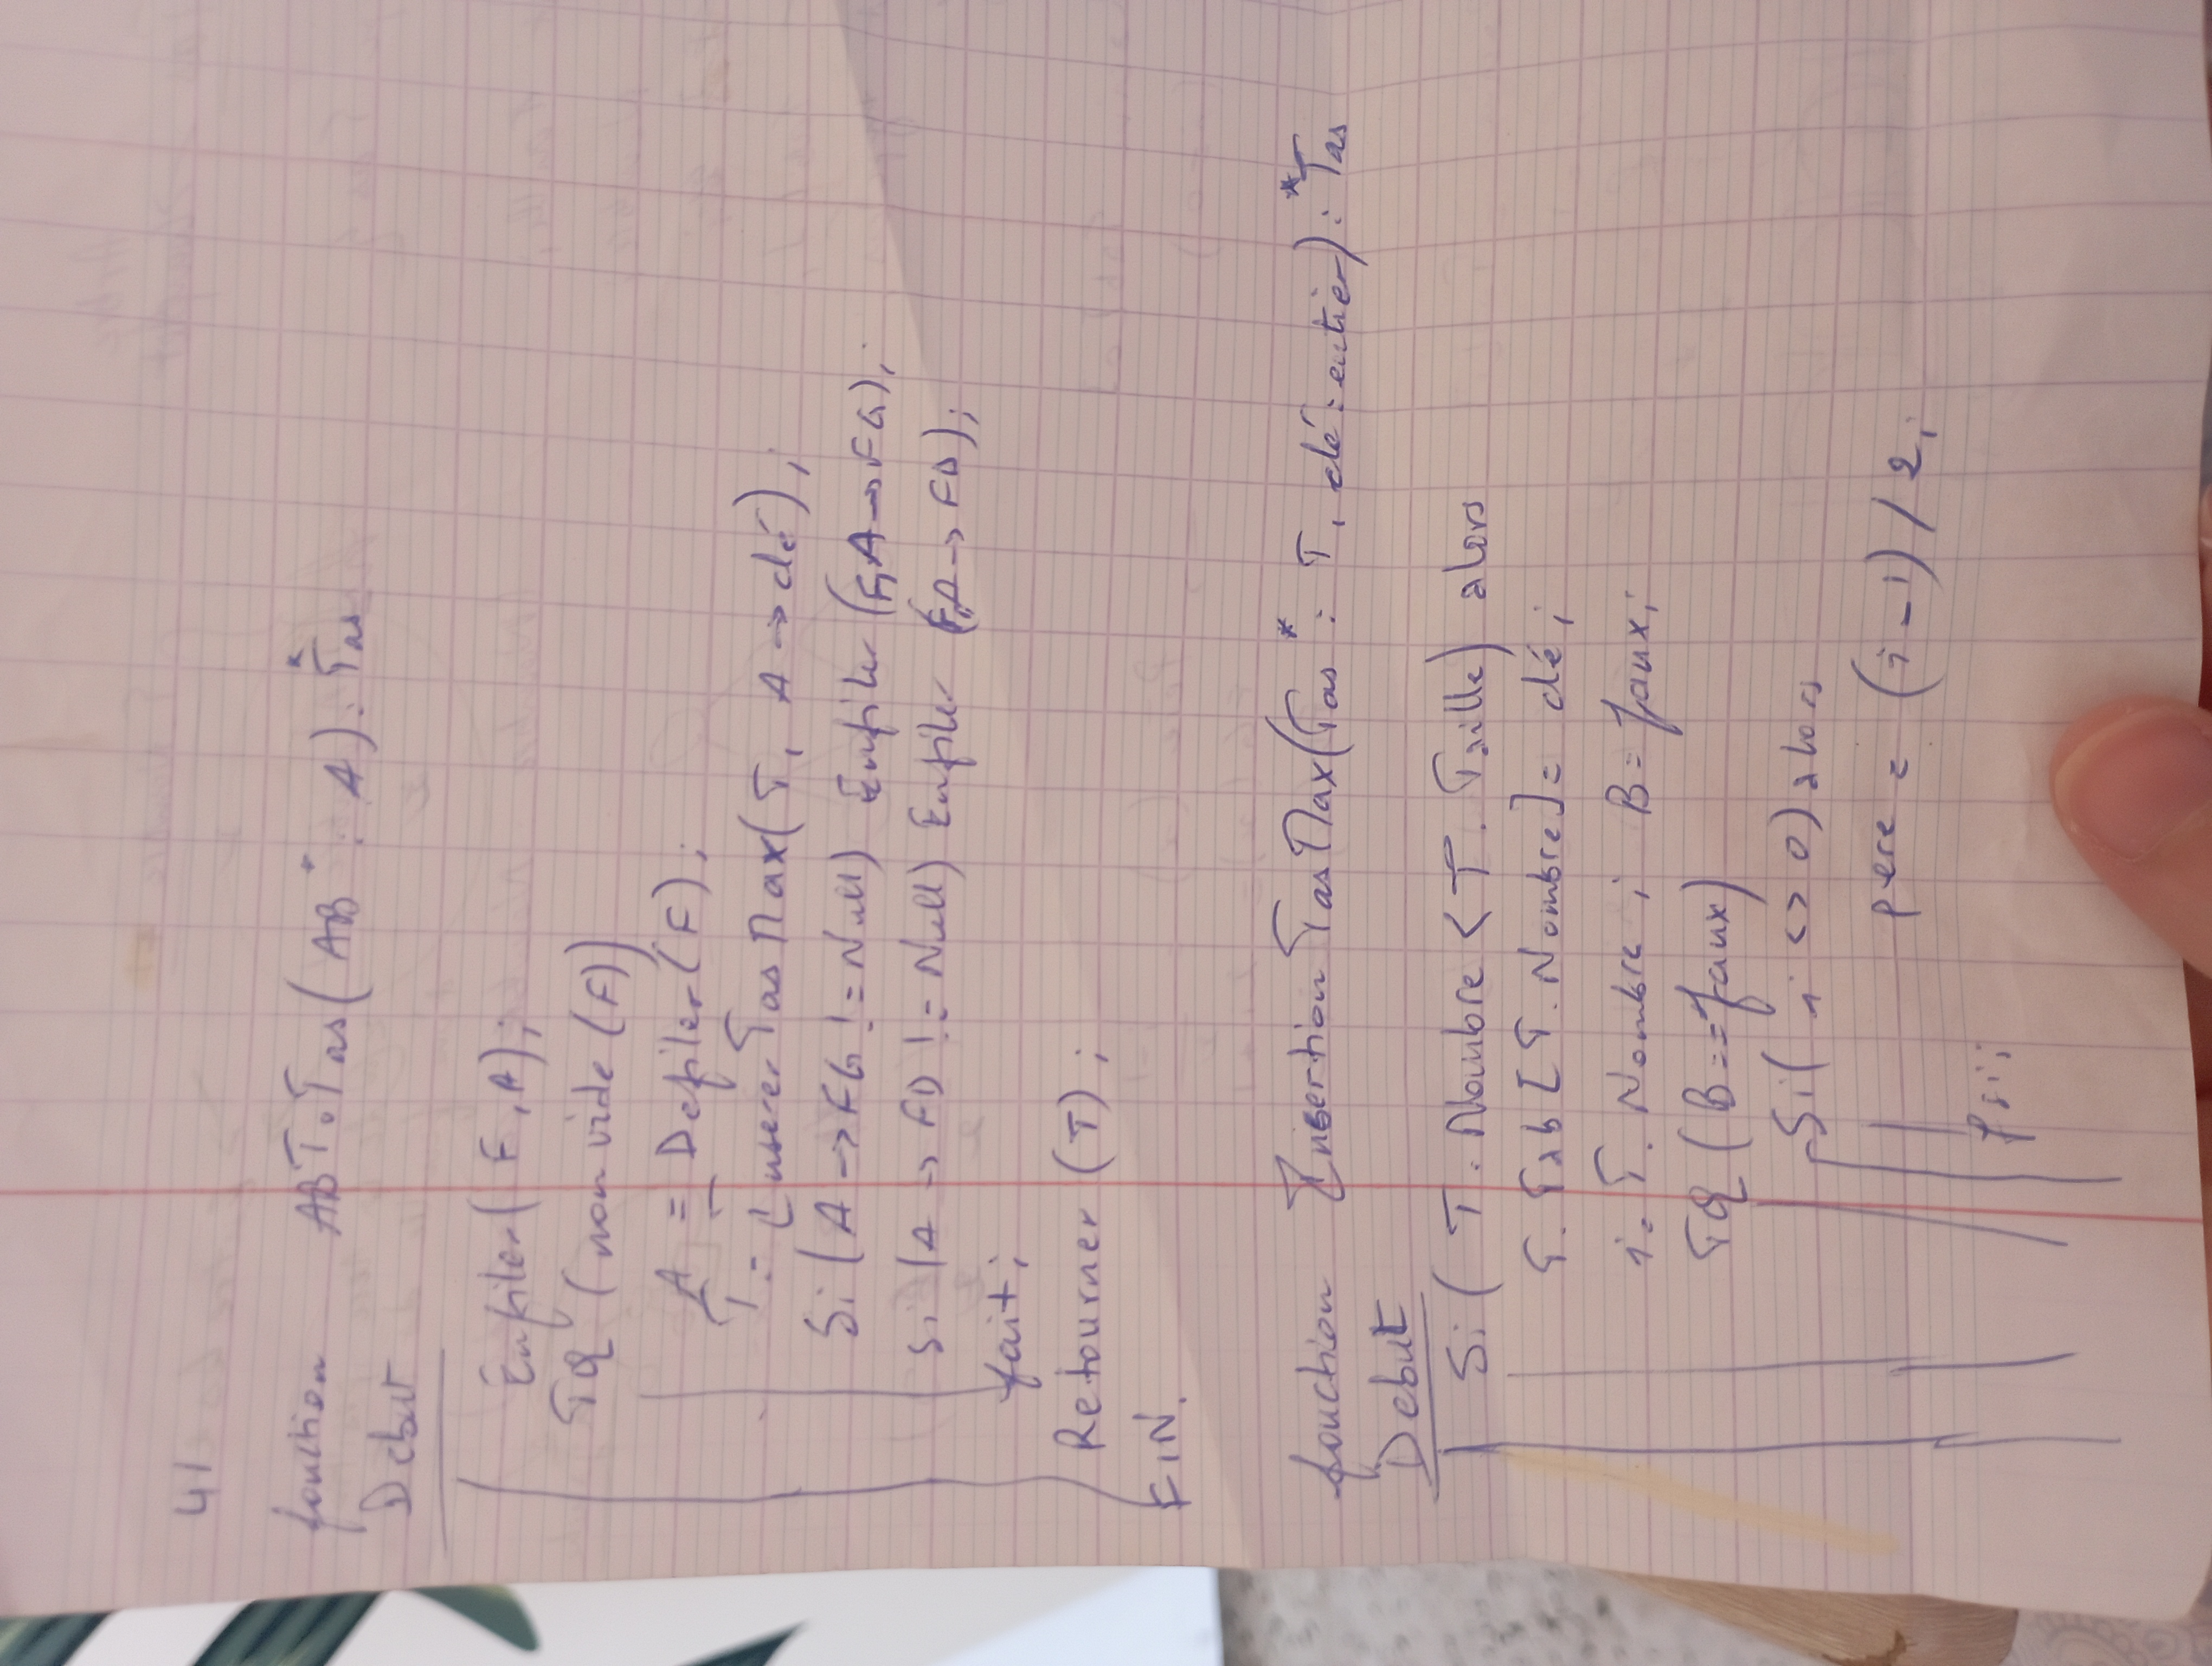 4/
fonction ABToTas(AB* : A) : *Tas
Debut
Enfiler(F, A);
TQ (non vide (F))
A = Defiler(F);
T = InsererTasMax(T, A → clé);
Si (A → FG != Null) Enfiler (F, A → FG);
Si (A → FD != Null) Enfiler (F, A → FD);
fait;
Retourner (T);
FIN.
fonction InsertionTasMax(Tas* : T, clé : entier) : *Tas
Debut
Si ( T. Nombre < T. Taille) alors
T. Tab [T. Nombre] = clé;
i = T. Nombre ; B = faux;
TQ (B == faux)
Si ( i <> 0) alors
pere = (i - 1) / 2;
fsi;